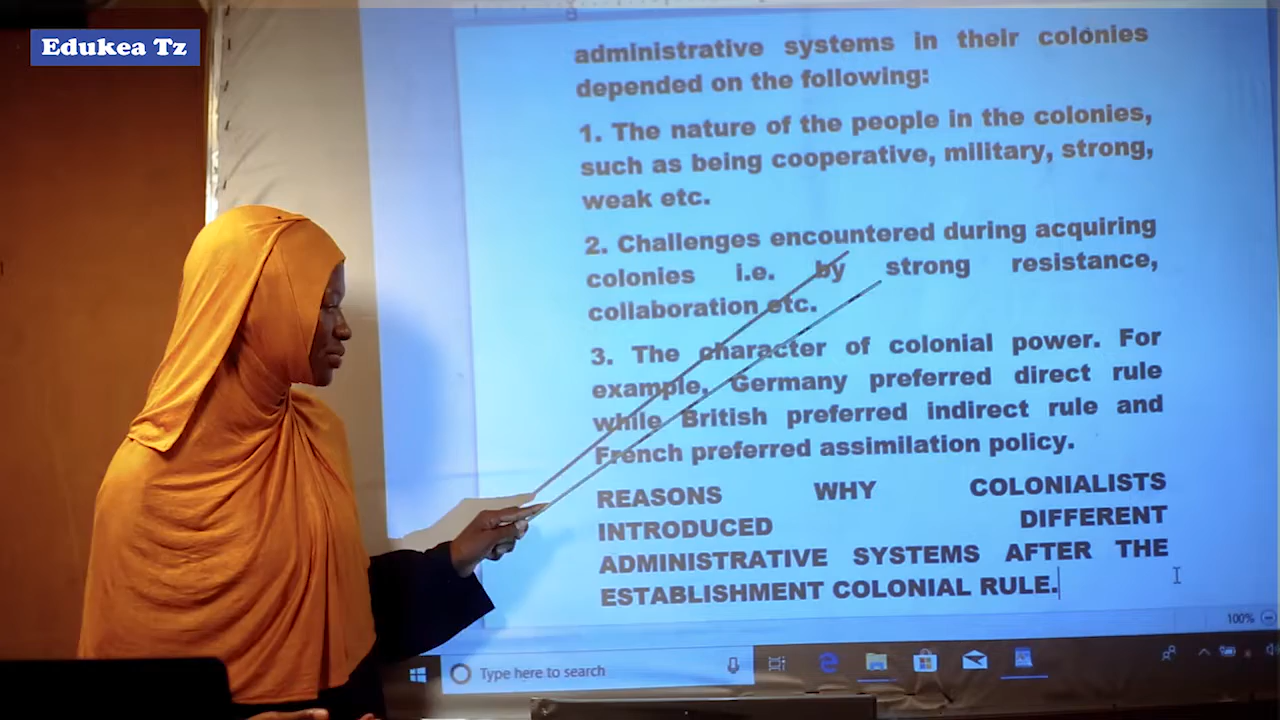 Edukea Tz
administrative systems in their colonies
depended on the following:
1. The nature of the people in the colonies,
such as being cooperative, military, strong,
weak etc.
2. Challenges encountered during acquiring
colonies i.e. by strong resistance,
collaboration etc.
3. The character of colonial power. For
example, Germany preferred direct rule
while British preferred indirect rule and
French preferred assimilation policy.
REASONS WHY COLONIALISTS
INTRODUCED DIFFERENT
ADMINISTRATIVE SYSTEMS AFTER THE
ESTABLISHMENT COLONIAL RULE.
100%
Type here to search